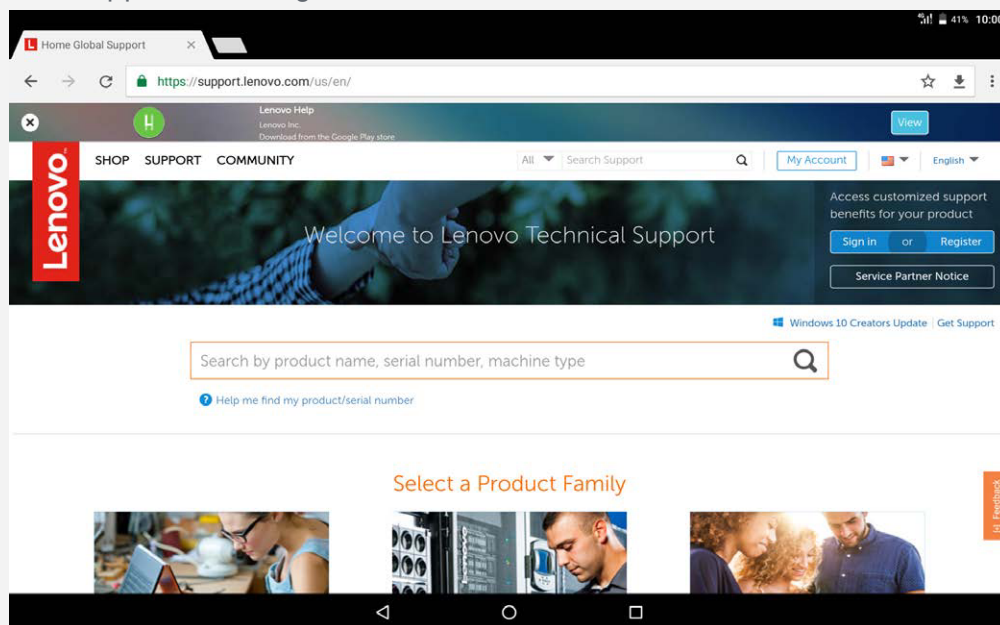 41% 10:00
Home Global Support
https://support.lenovo.com/us/en/
Lenovo Help
Lenovo Inc.
Download from the Google Play store
View
Lenovo
SHOP SUPPORT COMMUNITY
All Search Support
My Account
English
Welcome to Lenovo Technical Support
Access customized support
benefits for your product
Sign in or Register
Service Partner Notice
Windows 10 Creators Update Get Support
Search by product name, serial number, machine type
Help me find my product/serial number
Select a Product Family
[+] Feedback